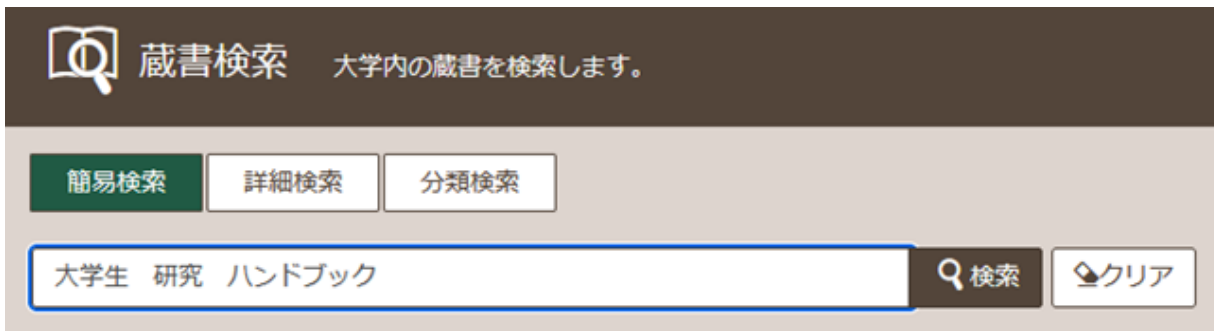 蔵書検索 大学内の蔵書を検索します。
簡易検索 詳細検索 分類検索
大学生　研究　ハンドブック 検索 クリア